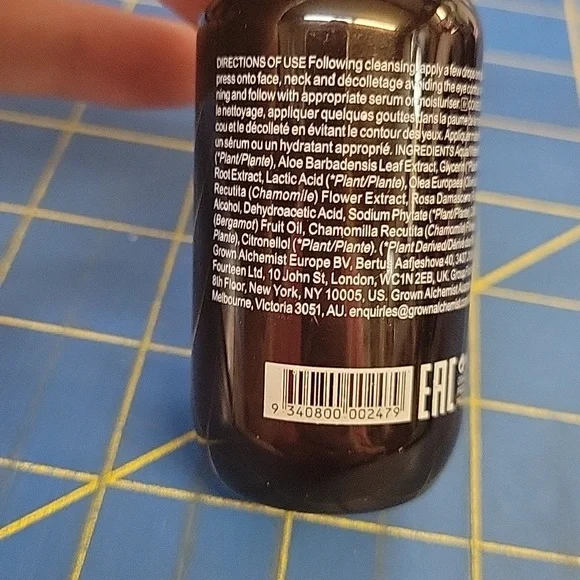 DIRECTIONS OF USE Following cleansing, apply a few drops
press onto face, neck and décolletage avoiding the eye
ning and follow with appropriate serum or moisturiser.
le nettoyage, appliquer quelques gouttes dans la paume
cou et le décolleté en évitant le contour des yeux.
un sérum ou un hydratant approprié. INGREDIENTS
(*Plant/Plante), Aloe Barbadensis Leaf Extract,
Root Extract, Lactic Acid (*Plant/Plante), Olea Europaea
Recutita (Chamomile) Flower Extract, Rosa Damascena
Alcohol, Dehydroacetic Acid, Sodium Phytate (*Plant/Plante)
(Bergamot) Fruit Oil, Chamomilla Recutita (Chamomile)
Plante), Citronellol (*Plant/Plante). (*Plant Derived/
Grown Alchemist Europe BV, Bertus Aafjeshove 40, 3437
Fourteen Ltd, 10 John St, London, WC1N 2EB, UK.
8th Floor, New York, NY 10005, US. Grown Alchemist
Melbourne, Victoria 3051, AU. enquiries@grownalchemist
EAC
9 340800 002479